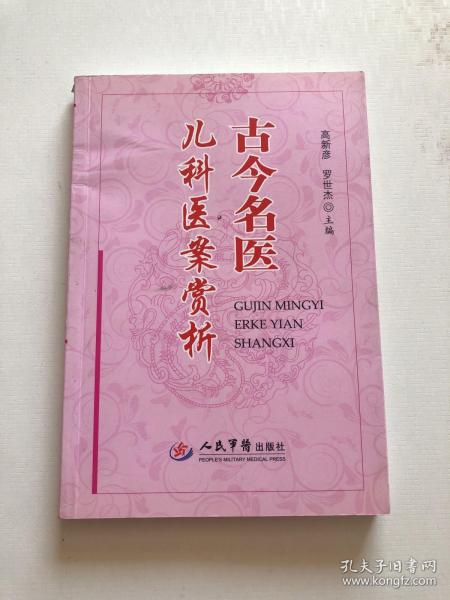 古今名医
儿科医案赏析
高新彦 罗世杰◎主编
GUJIN MINGYI
ERKE YIAN
SHANGXI
人民军医出版社
PEOPLE'S MILITARY MEDICAL PRESS
孔夫子旧书网
www.kongfz.com